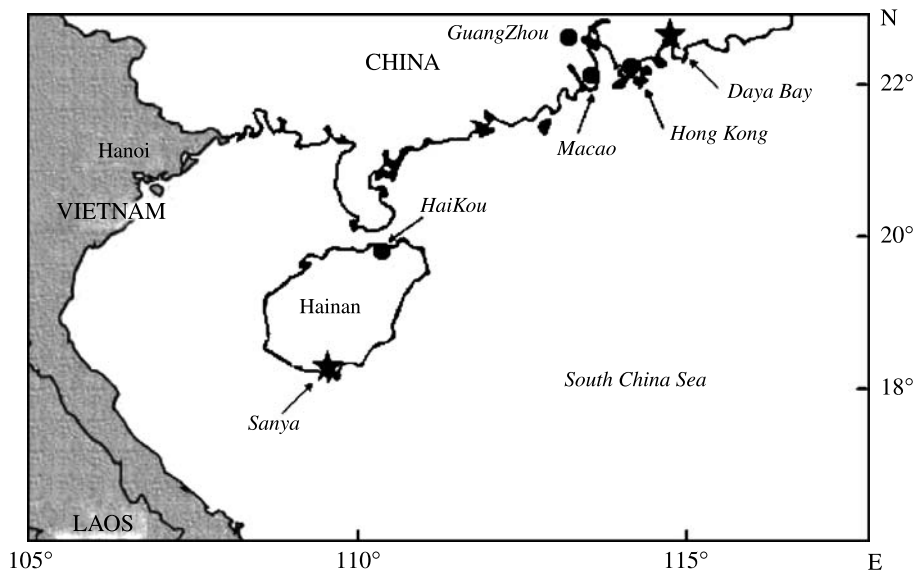 N
GuangZhou
CHINA
22°
Daya Bay
Hong Kong
Macao
Hanoi
VIETNAM
HaiKou
20°
Hainan
South China Sea
18°
Sanya
LAOS
105°
110°
115°
E